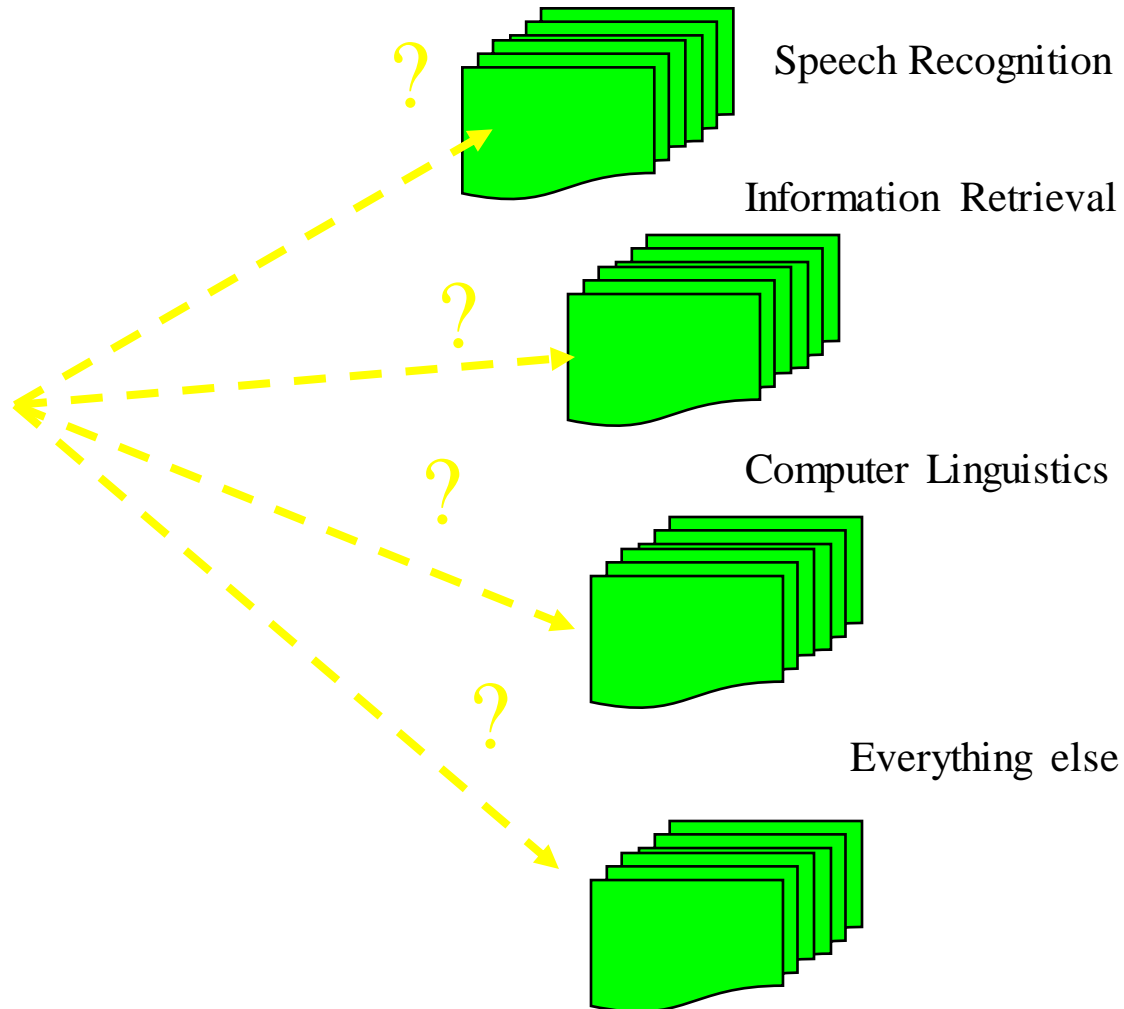 ?
Speech Recognition
Information Retrieval
?
Computer Linguistics
?
?
Everything else